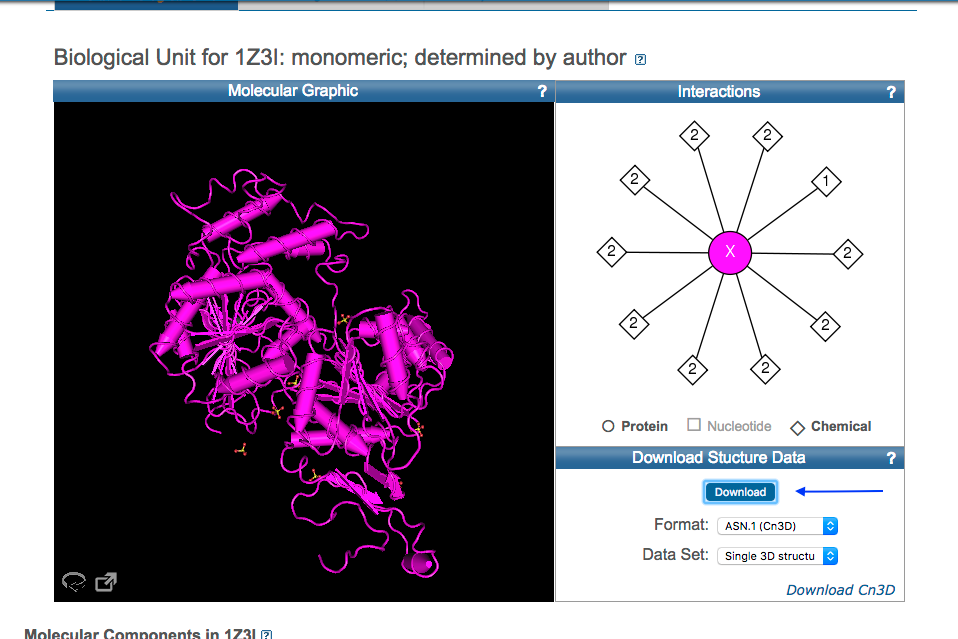 Biological Unit for 1Z3I: monomeric; determined by author ?
Molecular Graphic ?
Interactions ?
2 2
2 1
X
2 2
2 2
2 2
Protein Nucleotide Chemical
Download Stucture Data ?
Download
Format: ASN.1 (Cn3D)
Data Set: Single 3D structu
Download Cn3D
Molecular Components in 1Z3I ?